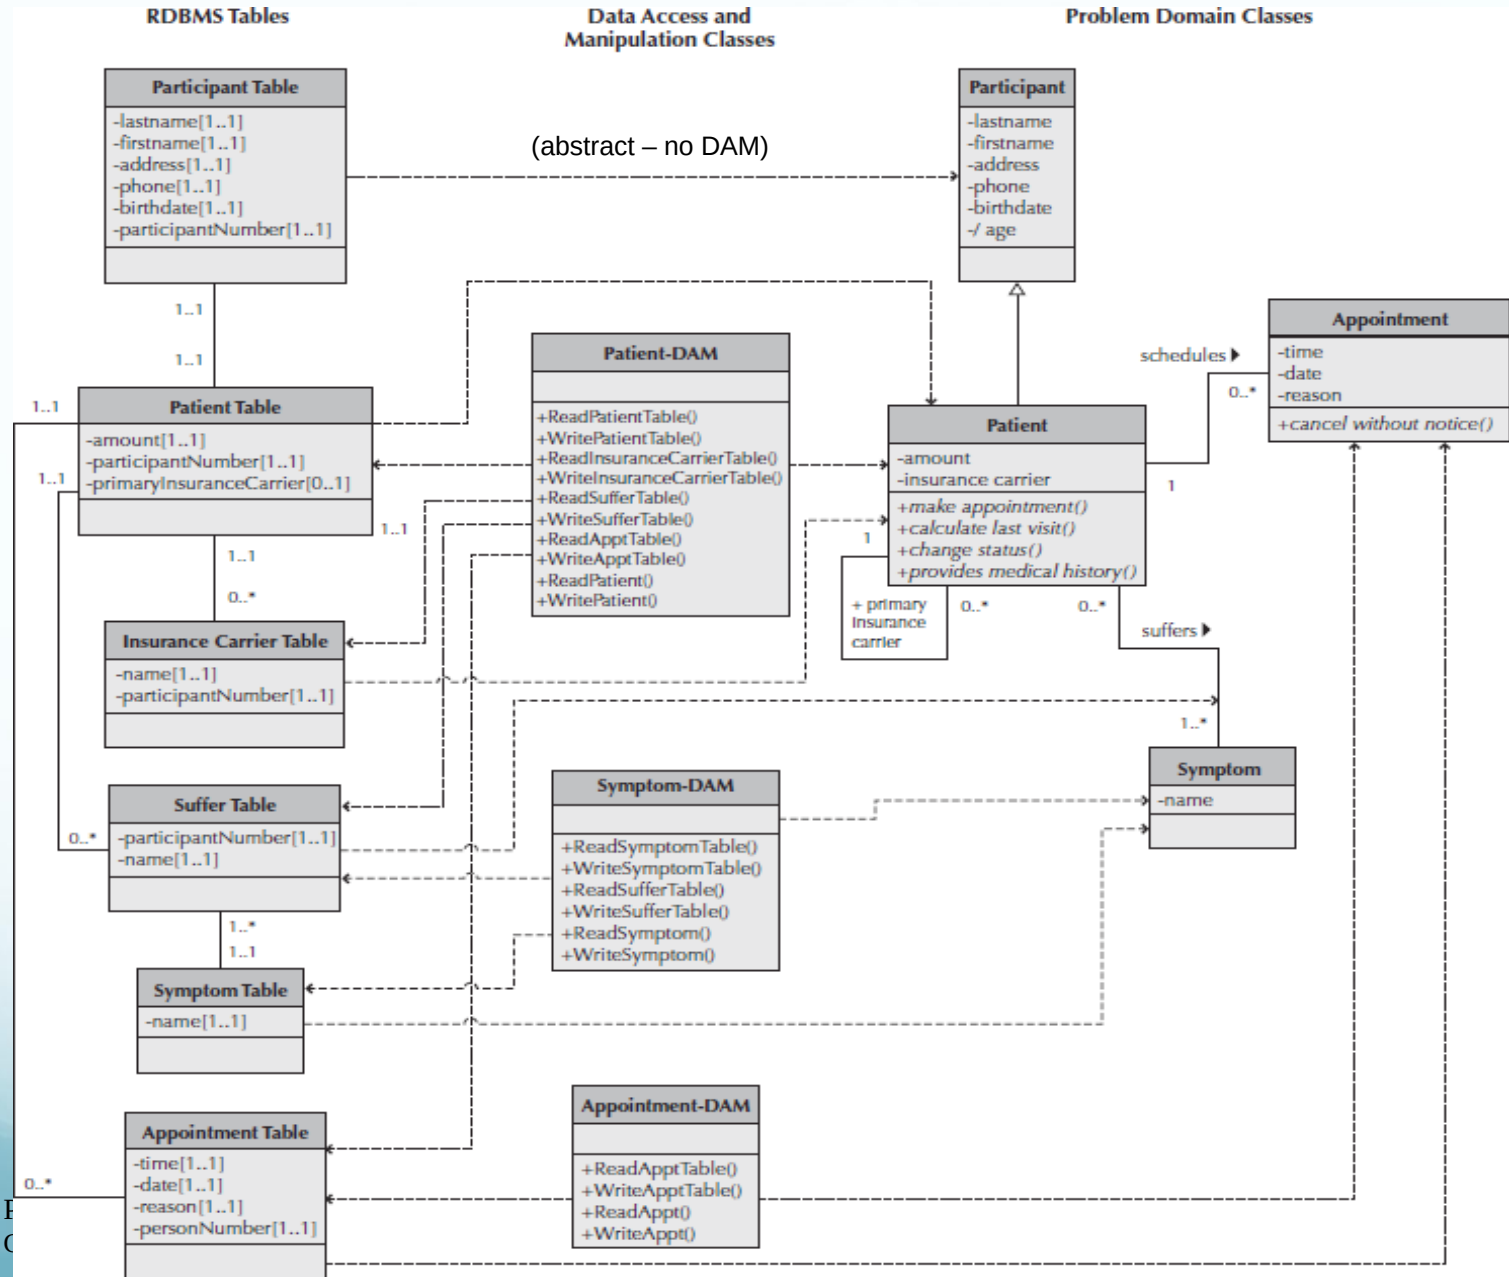 RDBMS Tables
Data Access and
Manipulation Classes
Problem Domain Classes
Participant Table
-lastname[1..1]
-firstname[1..1]
-address[1..1]
-phone[1..1]
-birthdate[1..1]
-participantNumber[1..1]
(abstract – no DAM)
Participant
-lastname
-firstname
-address
-phone
-birthdate
-/ age
1..1
1..1
Patient-DAM
+ReadPatientTable()
+WritePatientTable()
+ReadInsuranceCarrierTable()
+WriteInsuranceCarrierTable()
+ReadSufferTable()
+WriteSufferTable()
+ReadApptTable()
+WriteApptTable()
+ReadPatient()
+WritePatient()
schedules
0..*
Appointment
-time
-date
-reason
+cancel without notice()
1..1
1..1
Patient Table
-amount[1..1]
-participantNumber[1..1]
-primaryInsuranceCarrier[0..1]
1..1
1..1
0..*
Patient
-amount
-insurance carrier
+make appointment()
+calculate last visit()
+change status()
+provides medical history()
1
1
+ primary
insurance
carrier
0..*
0..*
suffers
1..*
Insurance Carrier Table
-name[1..1]
-participantNumber[1..1]
Suffer Table
-participantNumber[1..1]
-name[1..1]
0..*
1..*
1..1
Symptom-DAM
+ReadSymptomTable()
+WriteSymptomTable()
+ReadSufferTable()
+WriteSufferTable()
+ReadSymptom()
+WriteSymptom()
Symptom
-name
Symptom Table
-name[1..1]
Appointment Table
-time[1..1]
-date[1..1]
-reason[1..1]
-personNumber[1..1]
0..*
Appointment-DAM
+ReadApptTable()
+WriteApptTable()
+ReadAppt()
+WriteAppt()